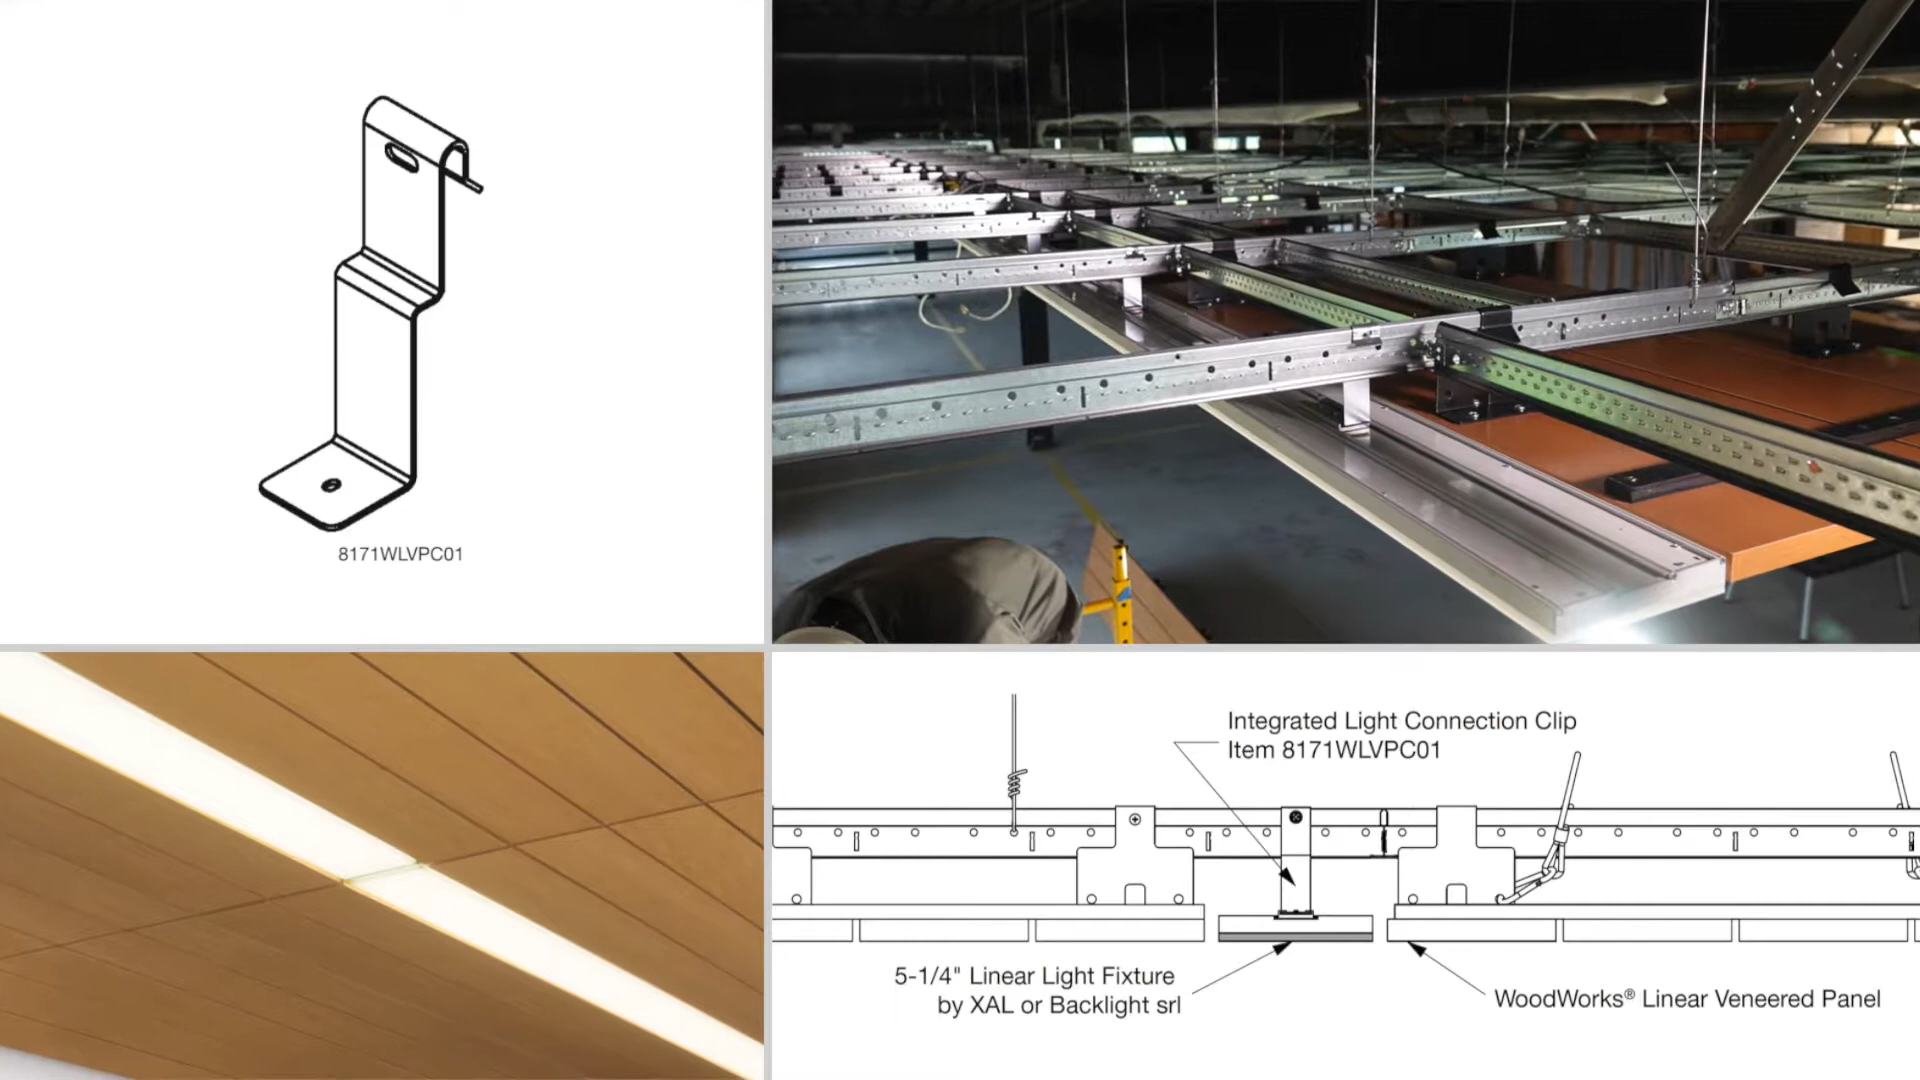 8171WLVPC01
Integrated Light Connection Clip
Item 8171WLVPC01
5-1/4" Linear Light Fixture
by XAL or Backlight srl
WoodWorks® Linear Veneered Panel